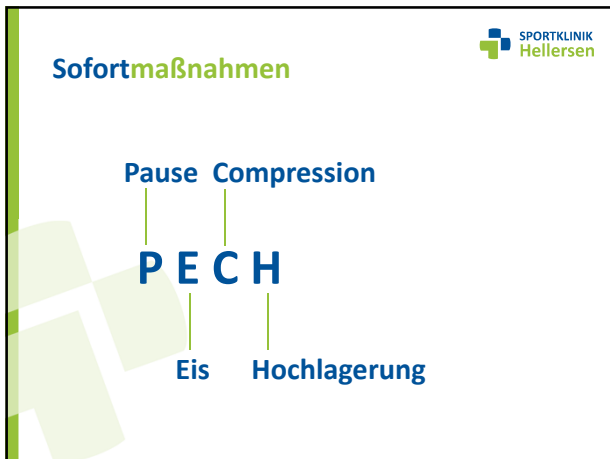 SPORTKLINIK
Hellersen
Sofortmaßnahmen
Pause Compression
P E C H
Eis Hochlagerung